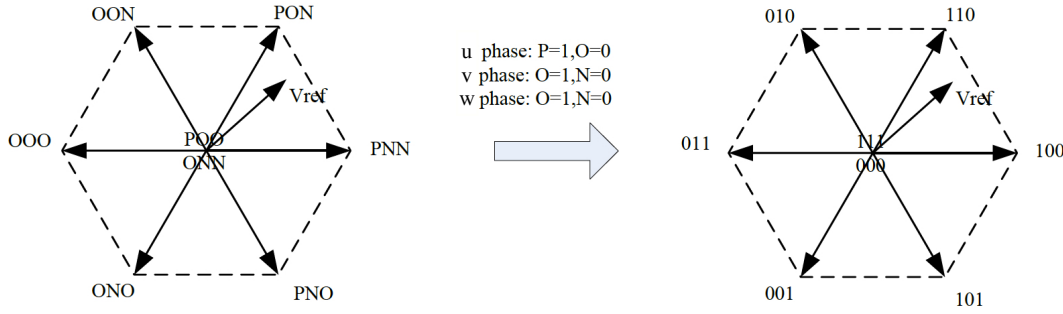 OON
PON
Vref
OOO
POO
ONN
PNN
ONO
PNO
u phase: P=1,O=0
v phase: O=1,N=0
w phase: O=1,N=0
010
110
Vref
011
111
000
100
001
101